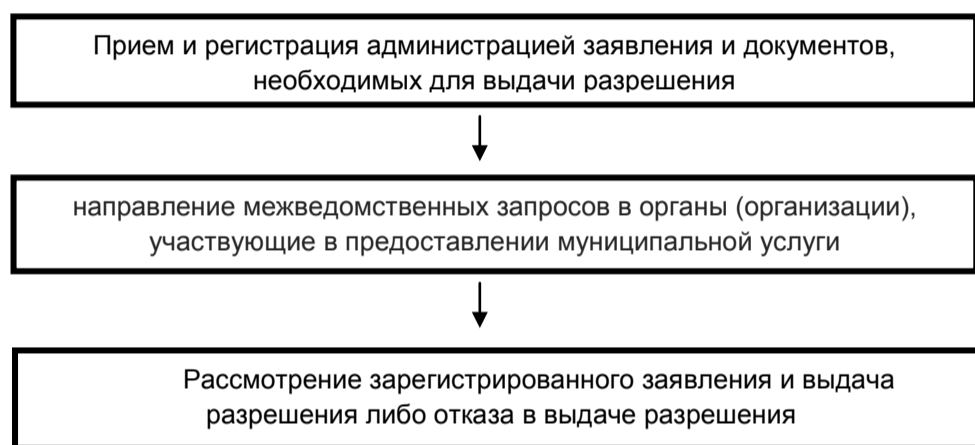 Прием и регистрация администрацией заявления и документов,
необходимых для выдачи разрешения
направление межведомственных запросов в органы (организации),
участвующие в предоставлении муниципальной услуги
Рассмотрение зарегистрированного заявления и выдача
разрешения либо отказа в выдаче разрешения